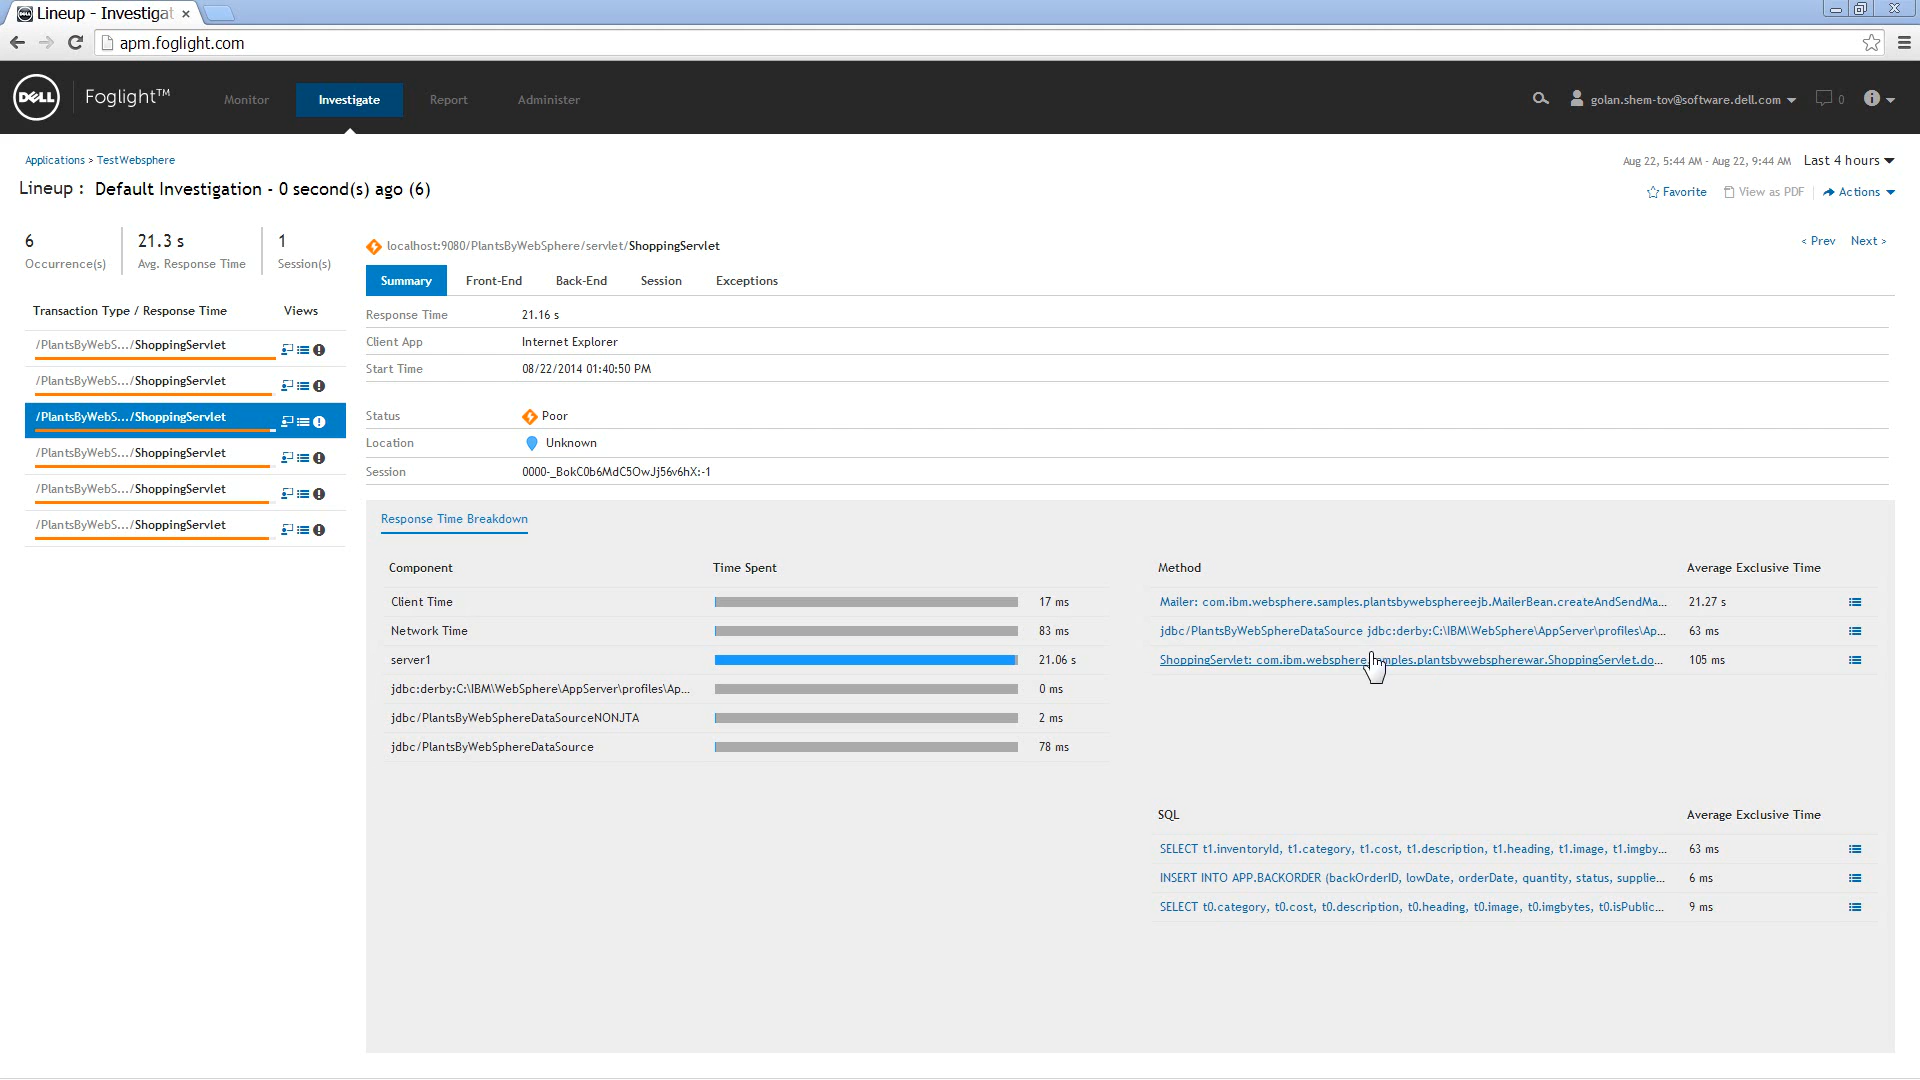 Lineup - Investigat
apm.foglight.com
DELL
Foglight™
Monitor
Investigate
Report
Administer
golan.shem-tov@software.dell.com
0
Applications > TestWebsphere
Aug 22, 5:44 AM - Aug 22, 9:44 AM Last 4 hours
Lineup : Default Investigation - 0 second(s) ago (6)
Favorite View as PDF Actions
6 21.3 s 1
Occurrence(s) Avg. Response Time Session(s)
localhost:9080/PlantsByWebSphere/servlet/ShoppingServlet
< Prev Next >
Summary Front-End Back-End Session Exceptions
Transaction Type / Response Time Views
/PlantsByWebS.../ShoppingServlet
/PlantsByWebS.../ShoppingServlet
/PlantsByWebS.../ShoppingServlet
/PlantsByWebS.../ShoppingServlet
/PlantsByWebS.../ShoppingServlet
/PlantsByWebS.../ShoppingServlet
Response Time 21.16 s
Client App Internet Explorer
Start Time 08/22/2014 01:40:50 PM
Status Poor
Location Unknown
Session 0000-_BokC0b6MdC5OwJj56v6hX:-1
Response Time Breakdown
Component Time Spent
Client Time 17 ms
Network Time 83 ms
server1 21.06 s
jdbc:derby:C:\IBM\WebSphere\AppServer\profiles\Ap... 0 ms
jdbc/PlantsByWebSphereDataSourceNONJTA 2 ms
jdbc/PlantsByWebSphereDataSource 78 ms
Method Average Exclusive Time
Mailer: com.ibm.websphere.samples.plantsbywebsphereejb.MailerBean.createAndSendMa... 21.27 s
jdbc/PlantsByWebSphereDataSource jdbc:derby:C:\IBM\WebSphere\AppServer\profiles\Ap... 63 ms
ShoppingServlet: com.ibm.websphere.samples.plantsbywebspherewar.ShoppingServlet.do... 105 ms
SQL Average Exclusive Time
SELECT t1.inventoryId, t1.category, t1.cost, t1.description, t1.heading, t1.image, t1.imgby... 63 ms
INSERT INTO APP.BACKORDER (backOrderID, lowDate, orderDate, quantity, status, supplie... 6 ms
SELECT t0.category, t0.cost, t0.description, t0.heading, t0.image, t0.imgbytes, t0.isPublic... 9 ms